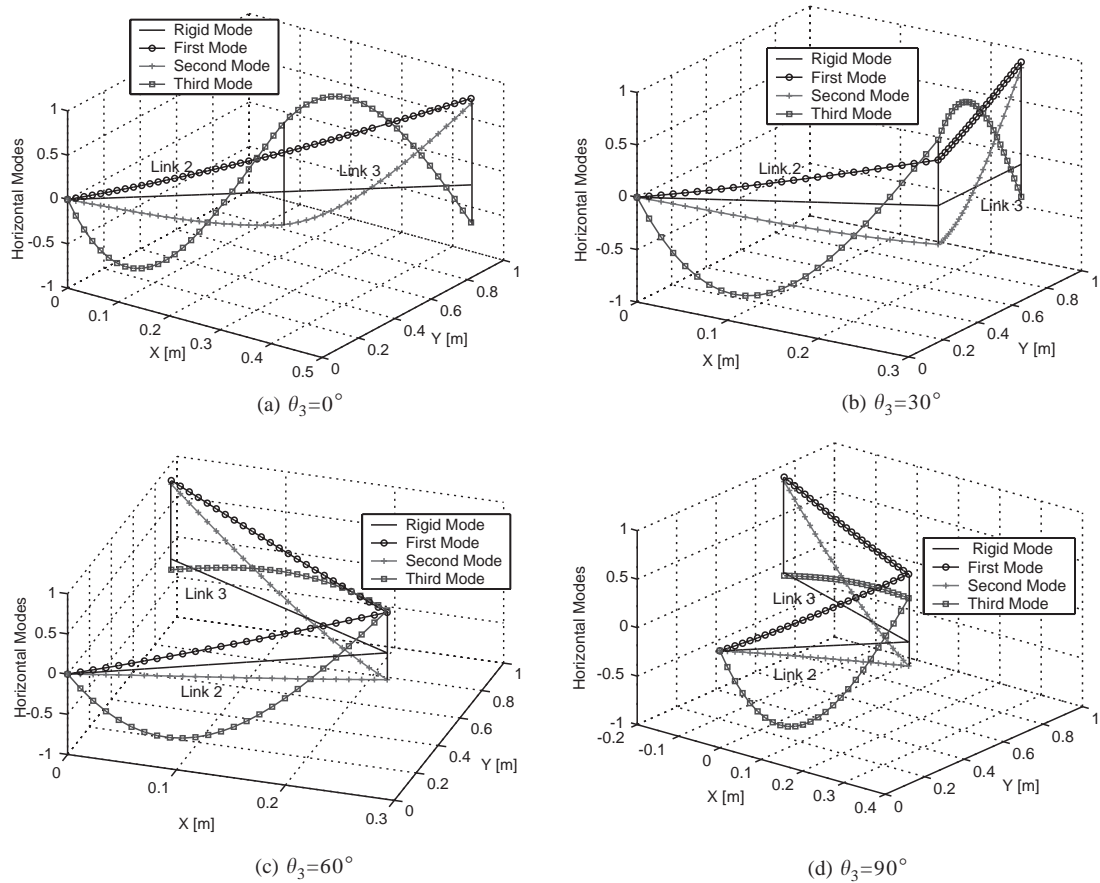 Rigid Mode
First Mode
Second Mode
Third Mode
Horizontal Modes
1
0.5
0
-0.5
-1
Link 2
Link 3
0
0.1
0.2
0.3
0.4
0.5
X [m]
0
0.2
0.4
0.6
0.8
1
Y [m]
(a) θ3=0°
Rigid Mode
First Mode
Second Mode
Third Mode
Horizontal Modes
1
0.5
0
-0.5
-1
Link 2
Link 3
0
0.1
0.2
0.3
X [m]
0
0.2
0.4
0.6
0.8
1
Y [m]
(b) θ3=30°
Rigid Mode
First Mode
Second Mode
Third Mode
Horizontal Modes
1
0.5
0
-0.5
-1
Link 3
Link 2
0
0.1
0.2
0.3
X [m]
0
0.2
0.4
0.6
0.8
1
Y [m]
(c) θ3=60°
Rigid Mode
First Mode
Second Mode
Third Mode
Horizontal Modes
1
0.5
0
-0.5
-1
Link 3
Link 2
-0.2
-0.1
0
0.1
0.2
0.3
0.4
X [m]
0
0.2
0.4
0.6
0.8
1
Y [m]
(d) θ3=90°